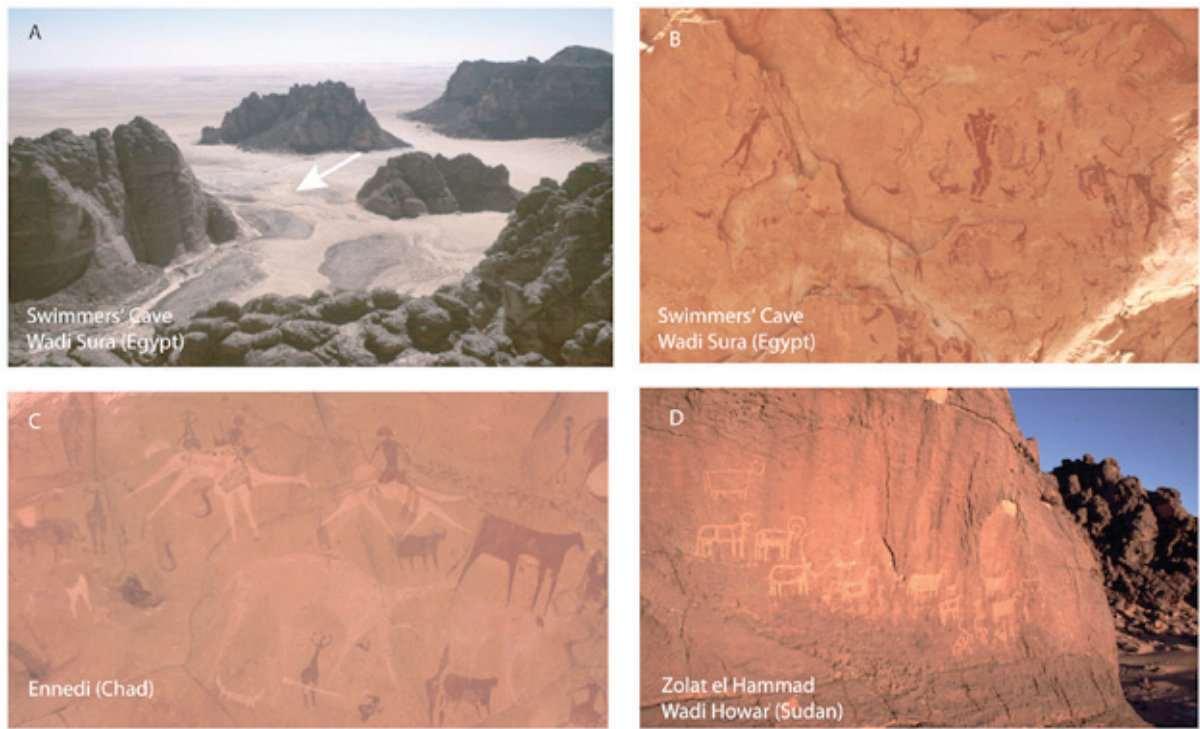 A
Swimmers' Cave
Wadi Sura (Egypt)
B
Swimmers' Cave
Wadi Sura (Egypt)
C
Ennedi (Chad)
D
Zolat el Hammad
Wadi Howar (Sudan)